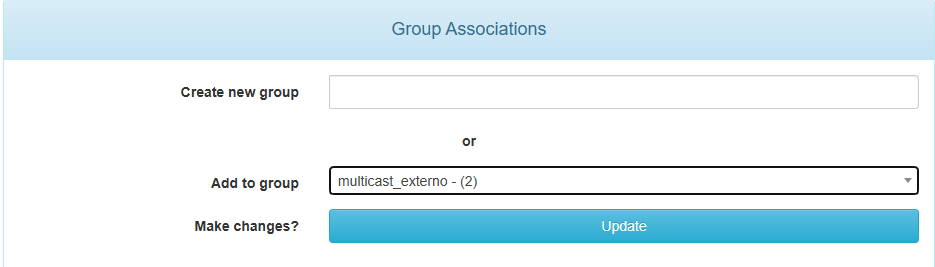 Group Associations
Create new group
or
Add to group multicast_externo - (2)
Make changes? Update